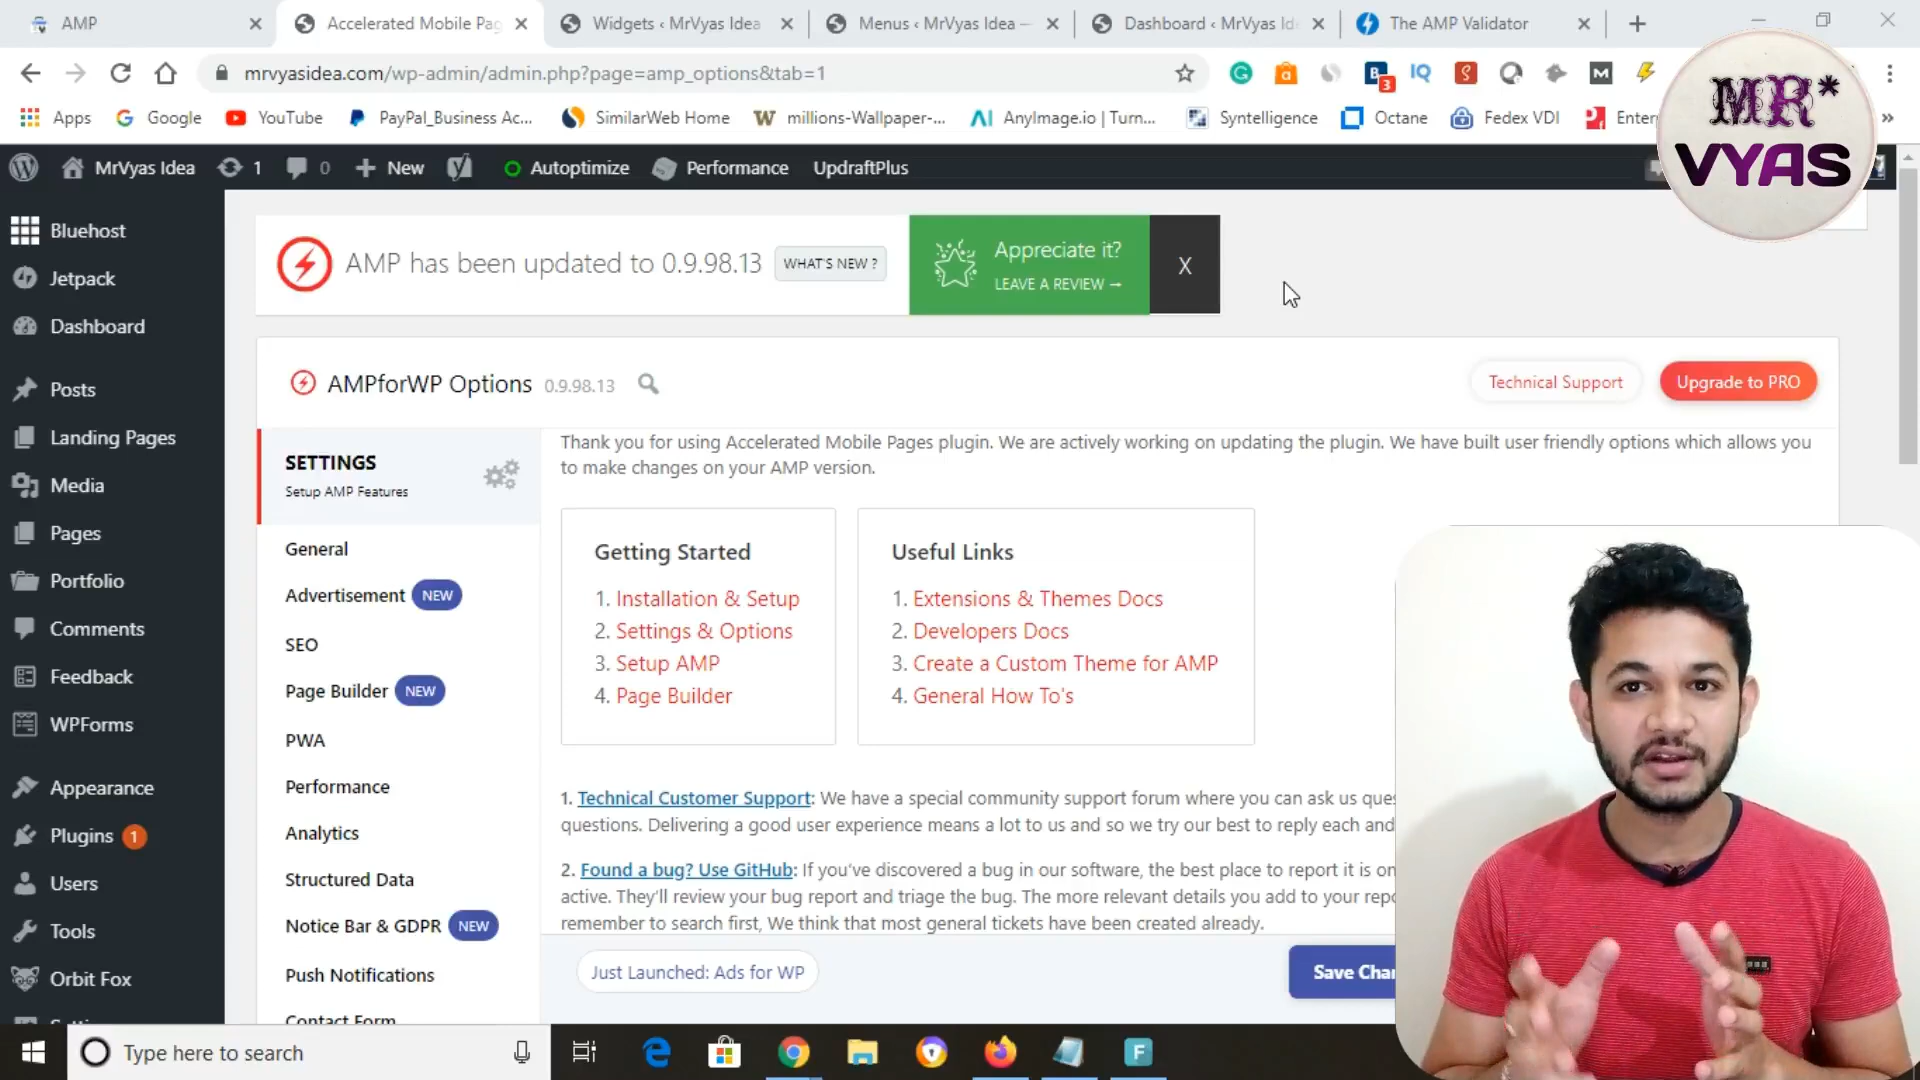 AMP
Accelerated Mobile Pag
Widgets ‹ MrVyas Idea
Menus ‹ MrVyas Idea —
Dashboard ‹ MrVyas Id
The AMP Validator
mrvyasidea.com/wp-admin/admin.php?page=amp_options&tab=1
Apps
Google
YouTube
PayPal_Business Ac...
SimilarWeb Home
millions-Wallpaper-...
AnyImage.io | Turn...
Syntelligence
Octane
Fedex VDI
Enter
MR*
VYAS
MrVyas Idea
1
0
New
Autoptimize
Performance
UpdraftPlus
Bluehost
Jetpack
Dashboard
Posts
Landing Pages
Media
Pages
Portfolio
Comments
Feedback
WPForms
Appearance
Plugins 1
Users
Tools
Orbit Fox
AMP has been updated to 0.9.98.13
WHAT'S NEW ?
Appreciate it?
LEAVE A REVIEW →
X
AMPforWP Options 0.9.98.13
Technical Support
Upgrade to PRO
SETTINGS
Setup AMP Features
General
Advertisement NEW
SEO
Page Builder NEW
PWA
Performance
Analytics
Structured Data
Notice Bar & GDPR NEW
Push Notifications
Contact Form
Thank you for using Accelerated Mobile Pages plugin. We are actively working on updating the plugin. We have built user friendly options which allows you
to make changes on your AMP version.
Getting Started
1. Installation & Setup
2. Settings & Options
3. Setup AMP
4. Page Builder
Useful Links
1. Extensions & Themes Docs
2. Developers Docs
3. Create a Custom Theme for AMP
4. General How To's
1. Technical Customer Support: We have a special community support forum where you can ask us ques
questions. Delivering a good user experience means a lot to us and so we try our best to reply each and
2. Found a bug? Use GitHub: If you've discovered a bug in our software, the best place to report it is on
active. They'll review your bug report and triage the bug. The more relevant details you add to your repo
remember to search first, We think that most general tickets have been created already.
Just Launched: Ads for WP
Save Chan
Type here to search